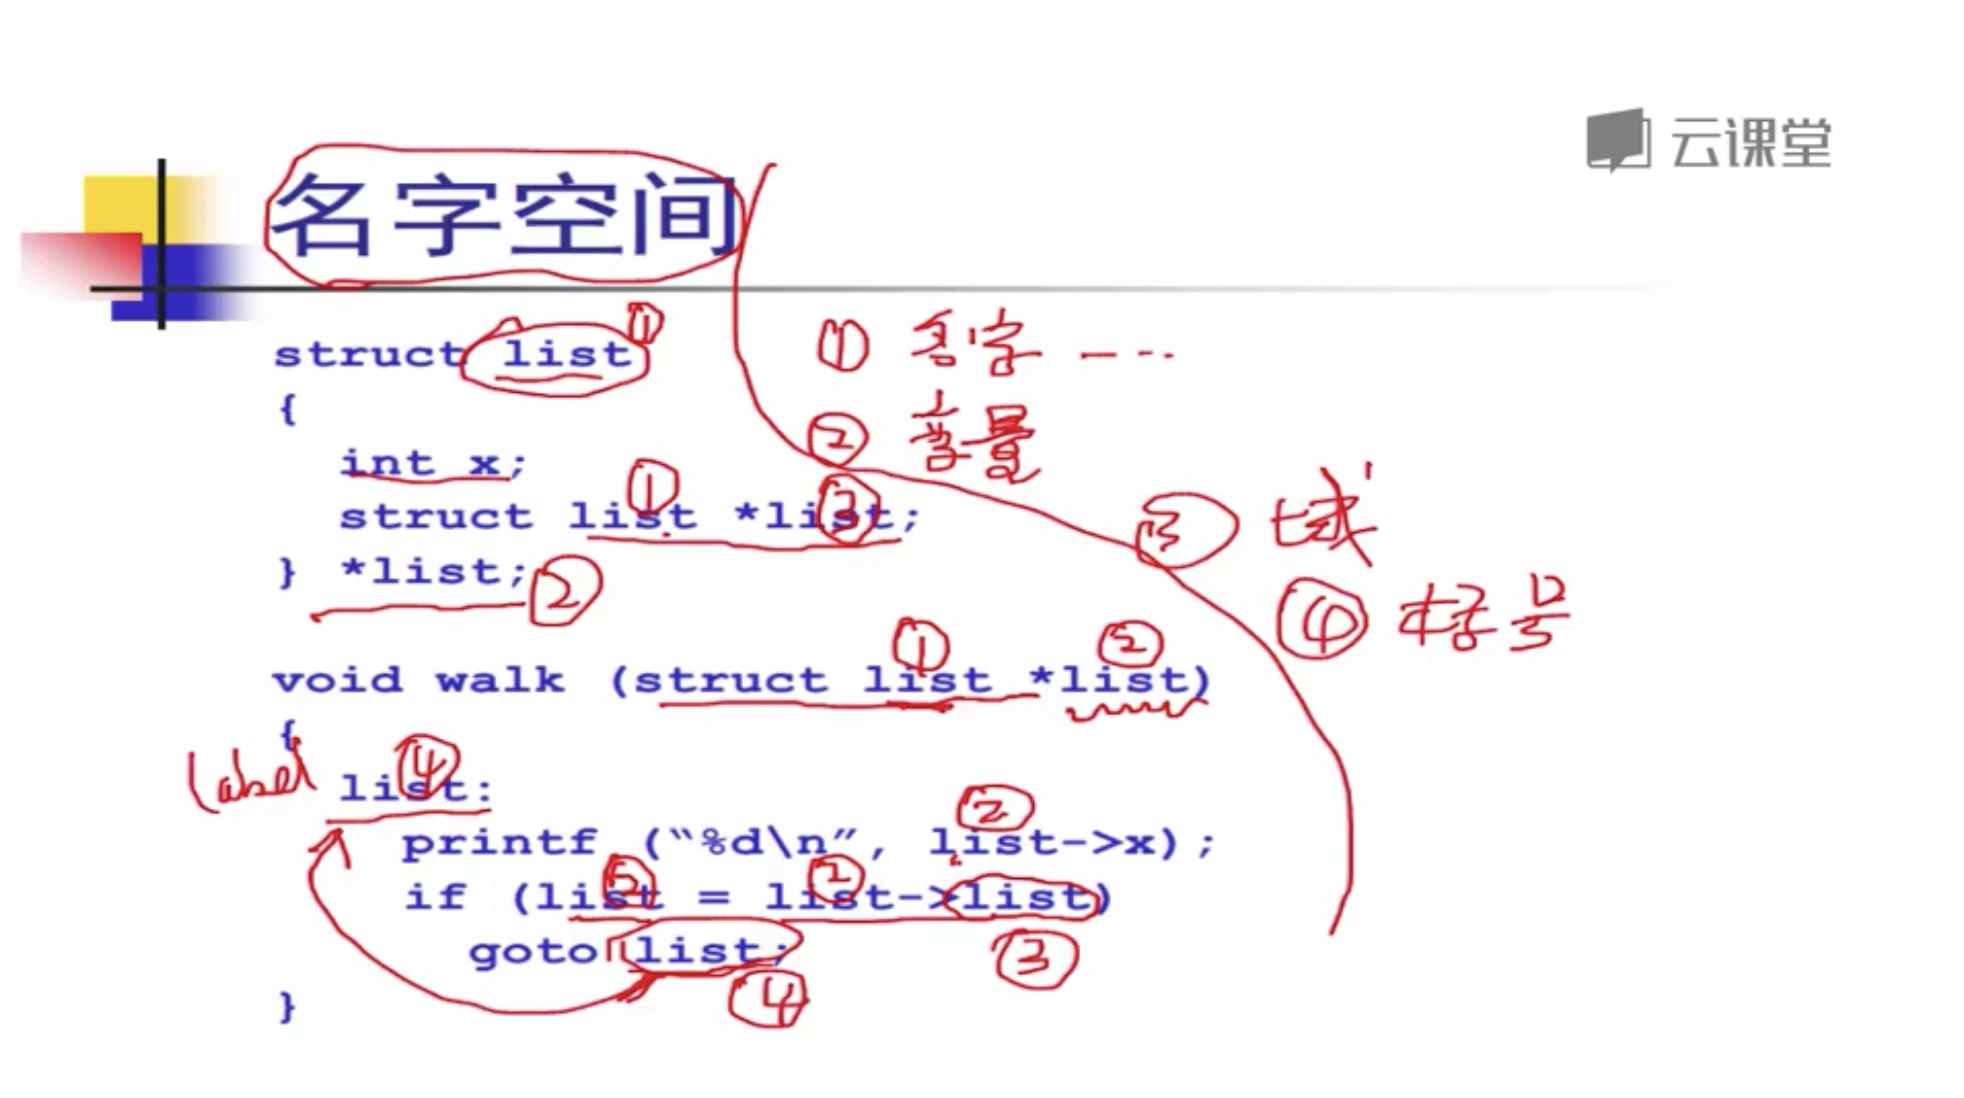 云课堂
名字空间
struct list ①
{
① 名字 ...
int x;
② 变量
struct list ① *list ③;
③ 域
} *list; ②
④ 标号
void walk (struct list ① *list ②)
{
label list: ④
printf (“%d\n”, list->x); ②
if (list = list->list) ② ② ③
goto list; ④
}